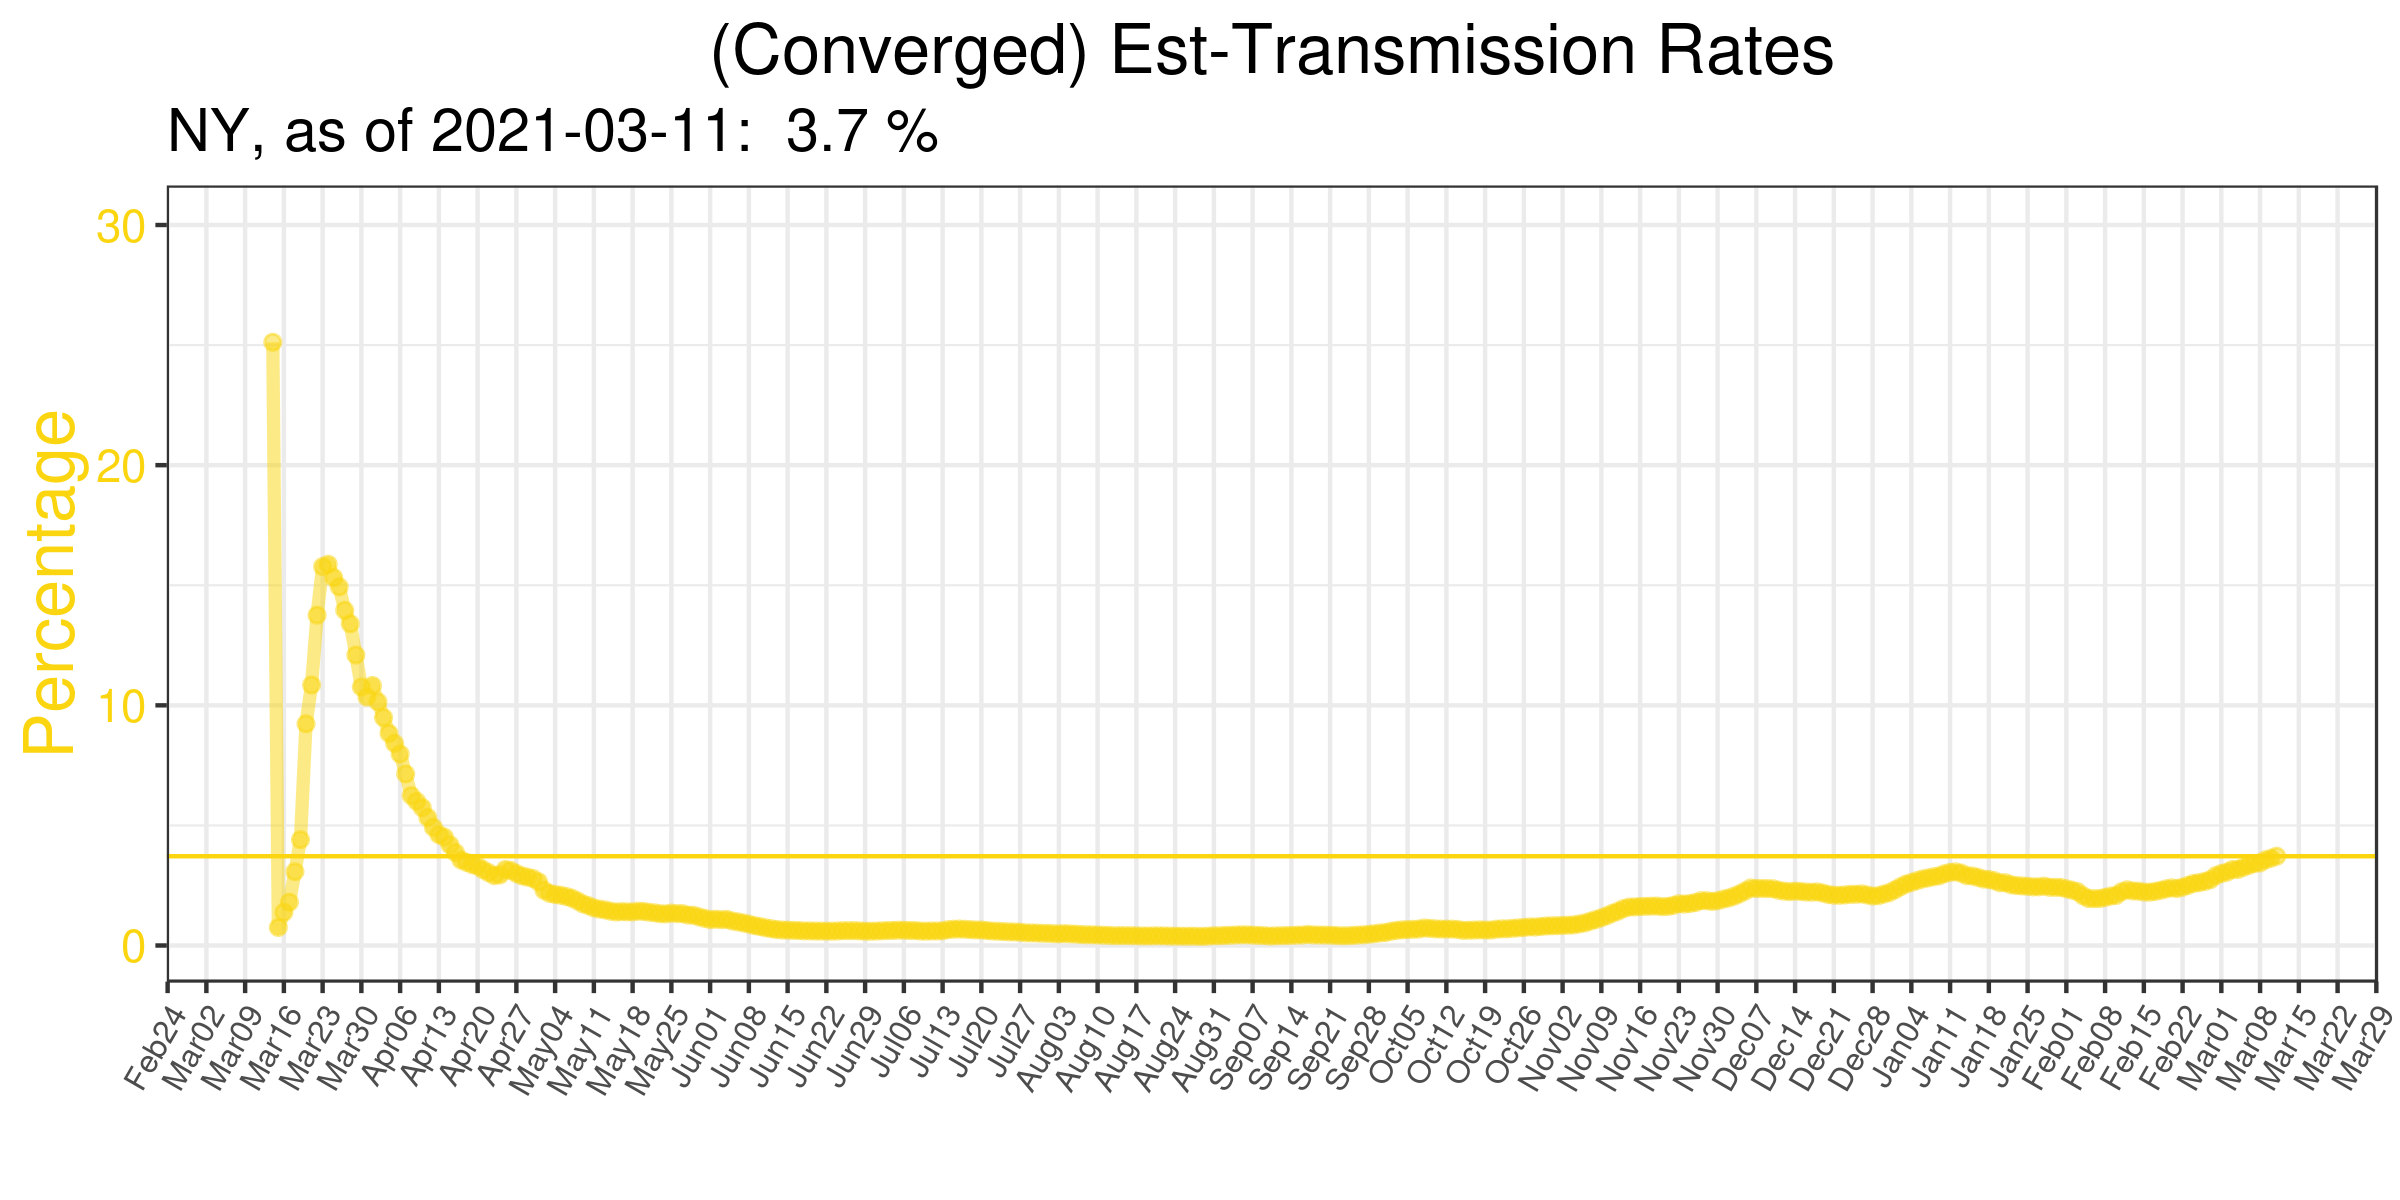 (Converged) Est-Transmission Rates
NY, as of 2021-03-11:  3.7 %
Percentage
30
20
10
0
Feb24
Mar02
Mar09
Mar16
Mar23
Mar30
Apr06
Apr13
Apr20
Apr27
May04
May11
May18
May25
Jun01
Jun08
Jun15
Jun22
Jun29
Jul06
Jul13
Jul20
Jul27
Aug03
Aug10
Aug17
Aug24
Aug31
Sep07
Sep14
Sep21
Sep28
Oct05
Oct12
Oct19
Oct26
Nov02
Nov09
Nov16
Nov23
Nov30
Dec07
Dec14
Dec21
Dec28
Jan04
Jan11
Jan18
Jan25
Feb01
Feb08
Feb15
Feb22
Mar01
Mar08
Mar15
Mar22
Mar29